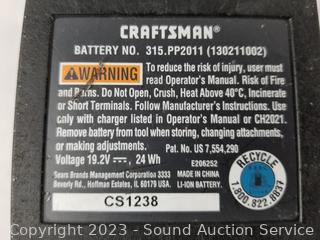 CRAFTSMAN®
BATTERY NO. 315.PP2011 (130211002)
WARNING To reduce the risk of injury, user must
read Operator's Manual. Risk of Fire
and Burns. Do Not Open, Crush, Heat Above 40°C, Incinerate
or Short Terminals. Follow Manufacturer's Instructions. Use
only with charger listed in Operator's Manual or CH2021.
Remove battery from tool when storing, changing attachments,
or making adjustments.
Pat. No. US 7,554,290
Voltage 19.2V, 24 Wh
E206252
Sears Brands Management Corporation 3333
Beverly Rd., Hoffman Estates, IL 60179 USA.
MADE IN CHINA
LI-ION BATTERY.
RECYCLE
1.800.822.8837
CS1238
Copyright 2023 - Sound Auction Service